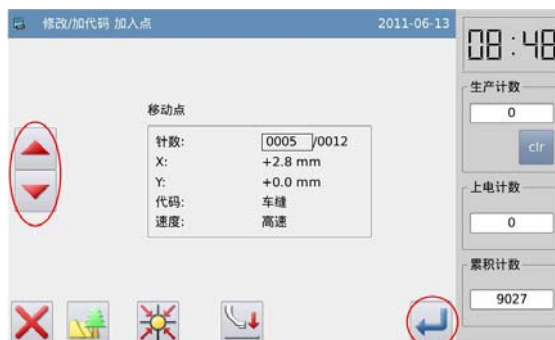 修改/加代码 加入点 2011-06-13
08:48
移动点
针数: 0005 /0012
X: +2.8 mm
Y: +0.0 mm
代码: 车缝
速度: 高速
生产计数
0
clr
上电计数
0
累积计数
9027